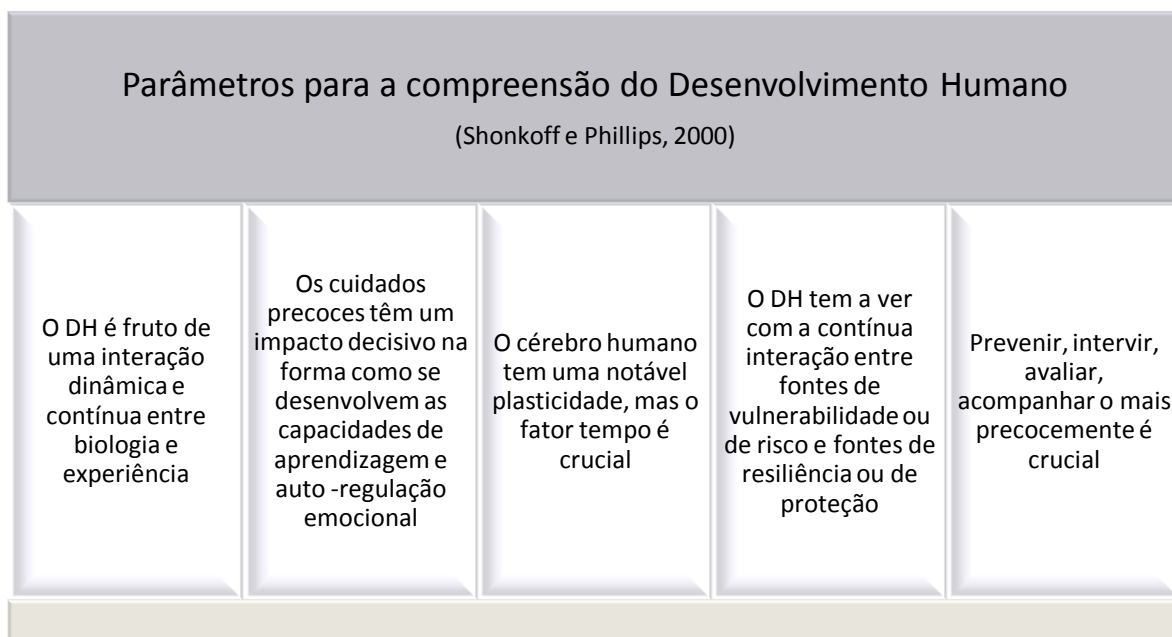 Parâmetros para a compreensão do Desenvolvimento Humano
(Shonkoff e Phillips, 2000)
O DH é fruto de
uma interação
dinâmica e
contínua entre
biologia e
experiência
Os cuidados
precoces têm um
impacto decisivo na
forma como se
desenvolvem as
capacidades de
aprendizagem e
auto -regulação
emocional
O cérebro humano
tem uma notável
plasticidade, mas o
fator tempo é
crucial
O DH tem a ver
com a contínua
interação entre
fontes de
vulnerabilidade ou
de risco e fontes de
resiliência ou de
proteção
Prevenir, intervir,
avaliar,
acompanhar o mais
precocemente é
crucial